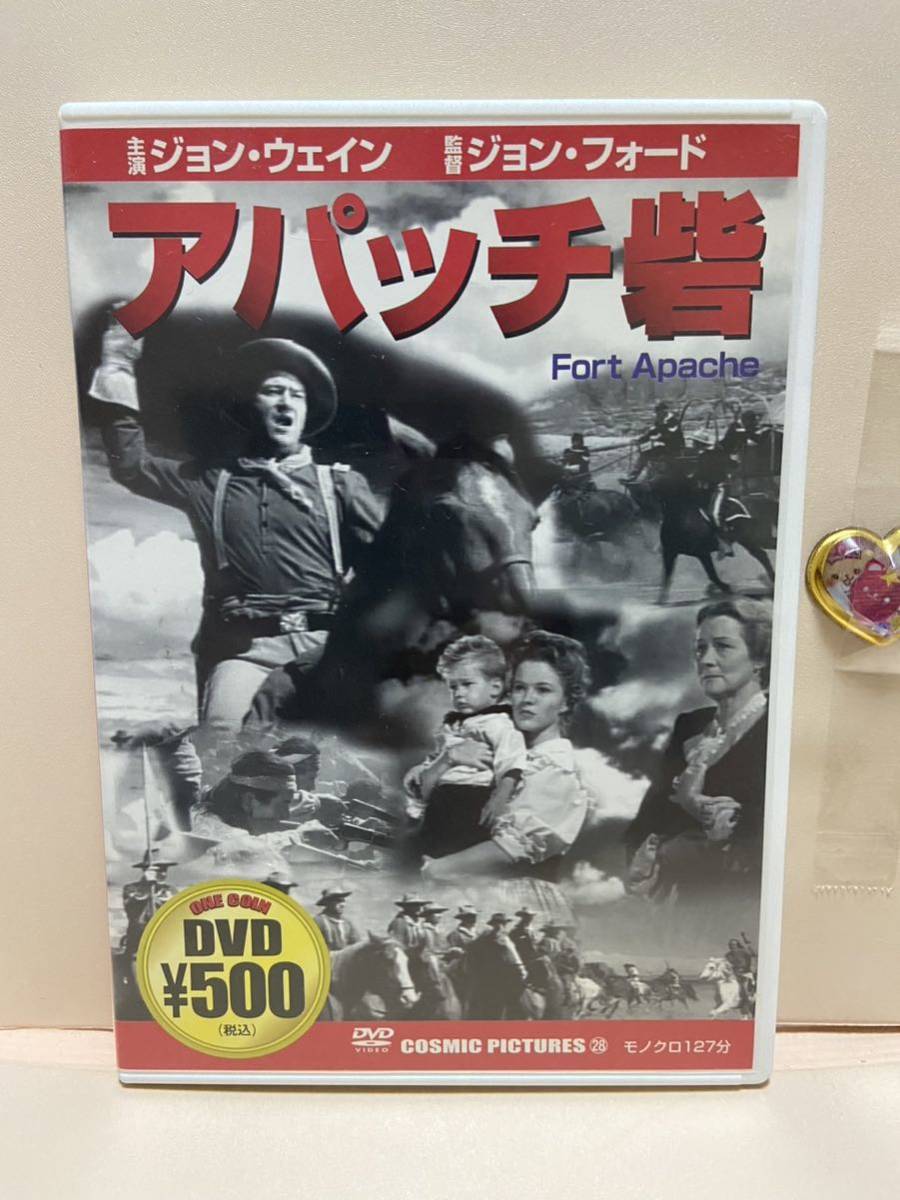 主演 ジョン・ウェイン 監督 ジョン・フォード
アパッチ砦
Fort Apache
ONE COIN
DVD
¥500
(税込)
DVD VIDEO COSMIC PICTURES ㉘ モノクロ127分